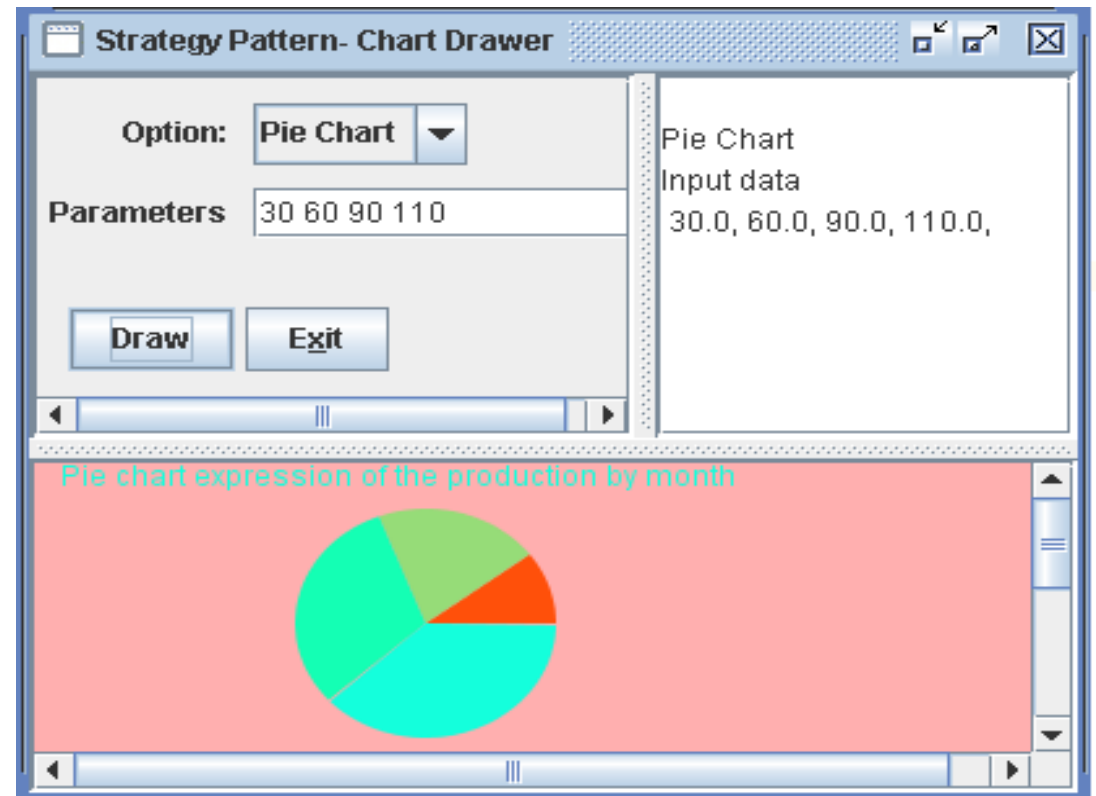 Strategy Pattern- Chart Drawer
Option: Pie Chart
Parameters 30 60 90 110
Draw Exit
Pie Chart
Input data
30.0, 60.0, 90.0, 110.0,
Pie chart expression of the production by month